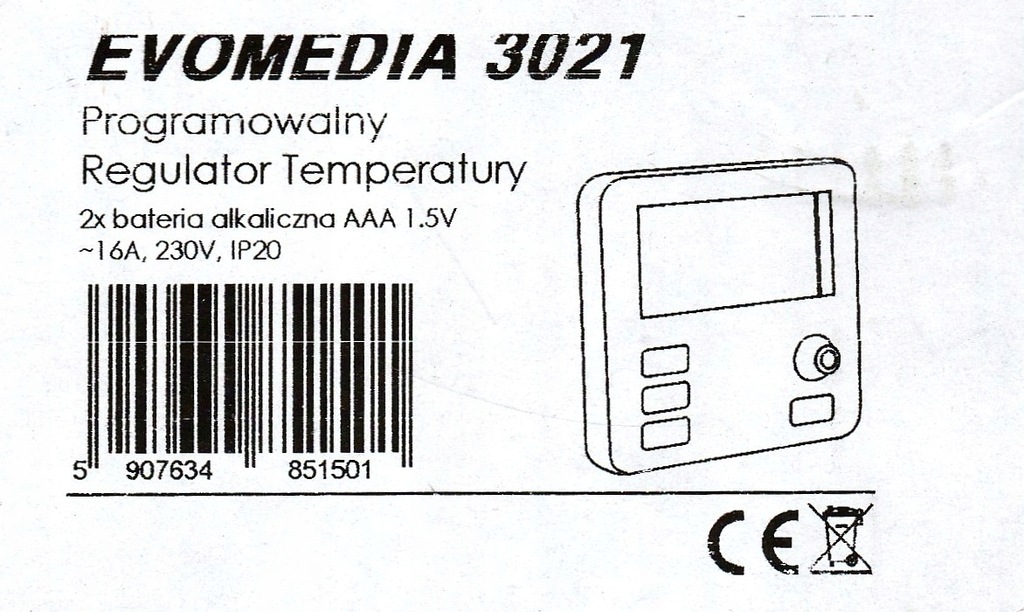 EVOMEDIA 3021
Programowalny
Regulator Temperatury
2x bateria alkaliczna AAA 1.5V
~16A, 230V, IP20
5 907634 851501
CE